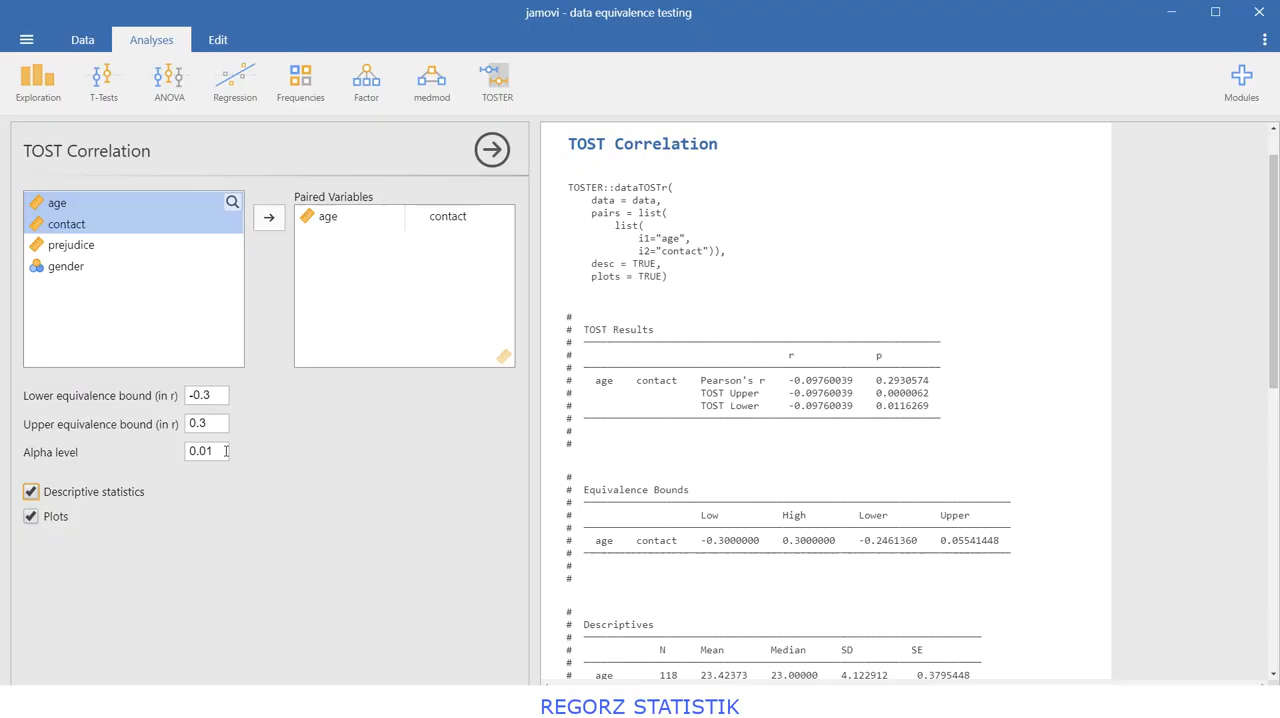 jamovi - data equivalence testing
Data Analyses Edit
Exploration T-Tests ANOVA Regression Frequencies Factor medmod TOSTER Modules
TOST Correlation
age
contact
prejudice
gender
Paired Variables
age contact
Lower equivalence bound (in r) -0.3
Upper equivalence bound (in r) 0.3
Alpha level 0.01
Descriptive statistics
Plots
TOST Correlation
TOSTER::dataTOSTr(
data = data,
pairs = list(
list(
i1="age",
i2="contact")),
desc = TRUE,
plots = TRUE)
#
# TOST Results
#
# r p
#
# age contact Pearson's r -0.09760039 0.2930574
# TOST Upper -0.09760039 0.0000062
# TOST Lower -0.09760039 0.0116269
#
#
#
#
# Equivalence Bounds
#
# Low High Lower Upper
#
# age contact -0.3000000 0.3000000 -0.2461360 0.05541448
#
#
#
#
# Descriptives
#
# N Mean Median SD SE
#
# age 118 23.42373 23.00000 4.122912 0.3795448
REGORZ STATISTIK